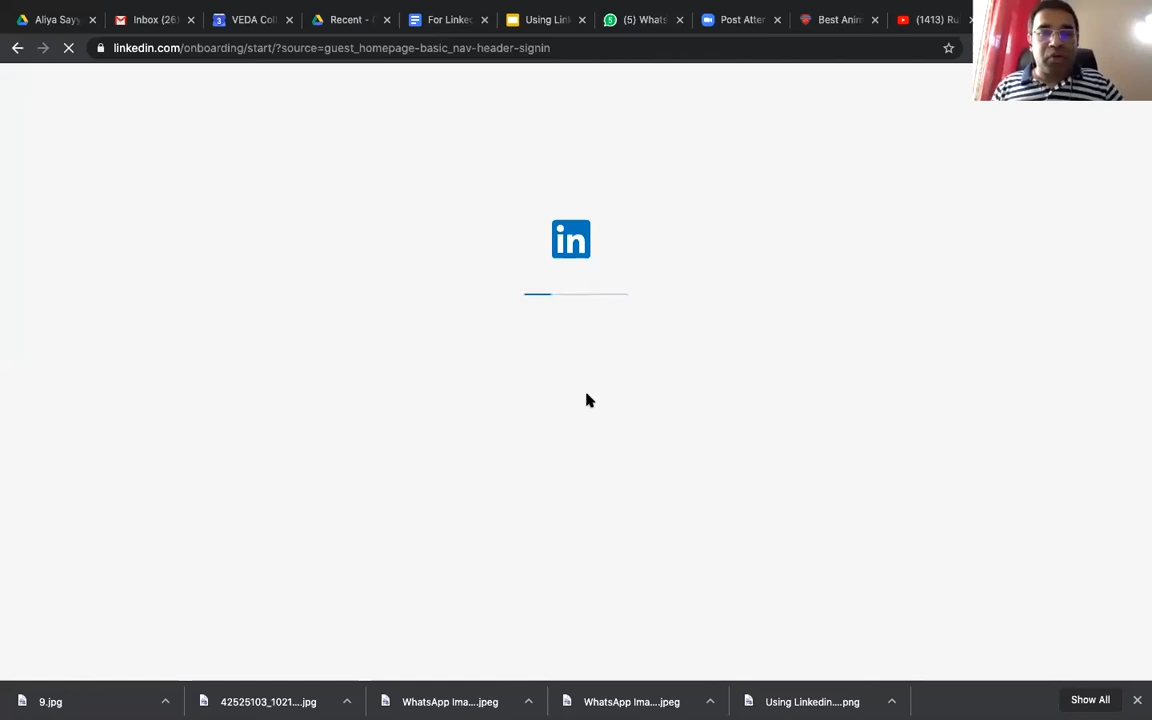 Aliya Sayy
Inbox (26)
3
VEDA Coll
Recent -
For Linked
Using Link
5
(5) Whats
Post Atter
Best Anim
(1413) Ru
linkedin.com/onboarding/start/?source=guest_homepage-basic_nav-header-signin
in
9.jpg
42525103_1021....jpg
WhatsApp Ima....jpeg
WhatsApp Ima....jpeg
Using Linkedin....png
Show All